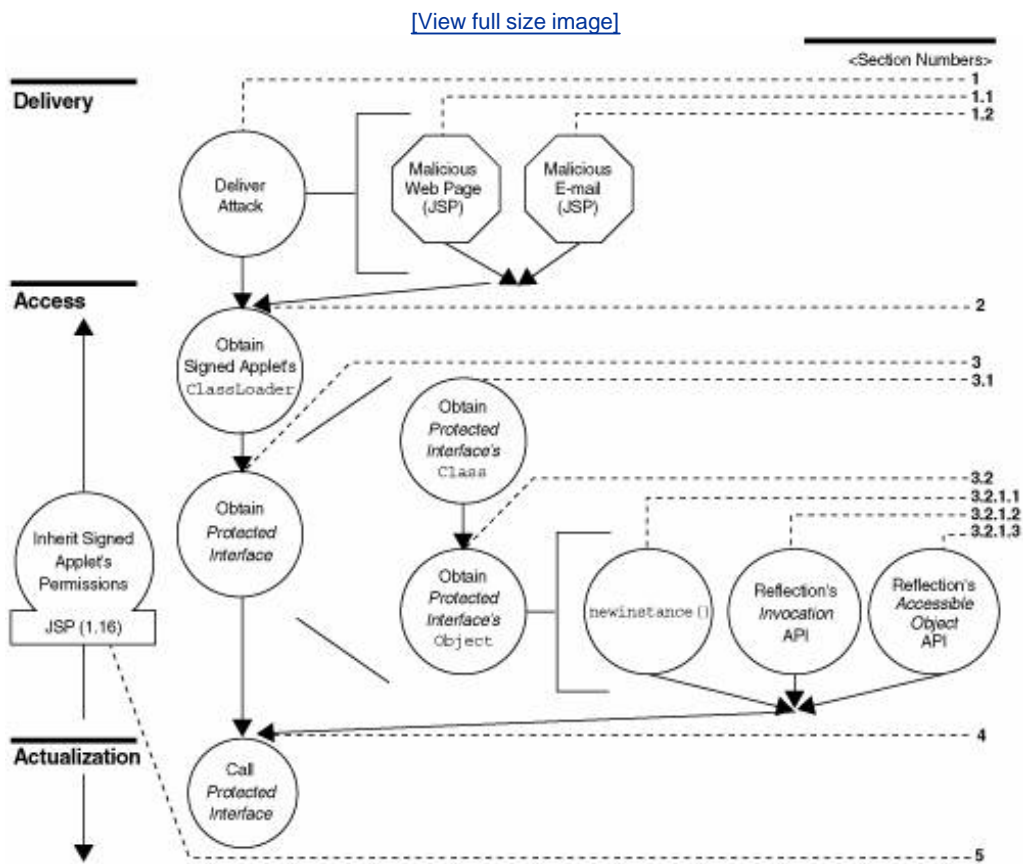 [View full size image]
<Section Numbers>
Delivery
1
1.1
1.2
Deliver
Attack
Malicious
Web Page
(JSP)
Malicious
E-mail
(JSP)
Access
2
Obtain
Signed Applet's
ClassLoader
3
3.1
Obtain
Protected
Interface's
Class
Obtain
Protected
Interface
3.2
3.2.1.1
3.2.1.2
3.2.1.3
Inherit Signed
Applet's
Permissions
JSP (1.16)
Obtain
Protected
Interface's
Object
newinstance()
Reflection's
Invocation
API
Reflection's
Accessible
Object
API
4
Actualization
Call
Protected
Interface
5